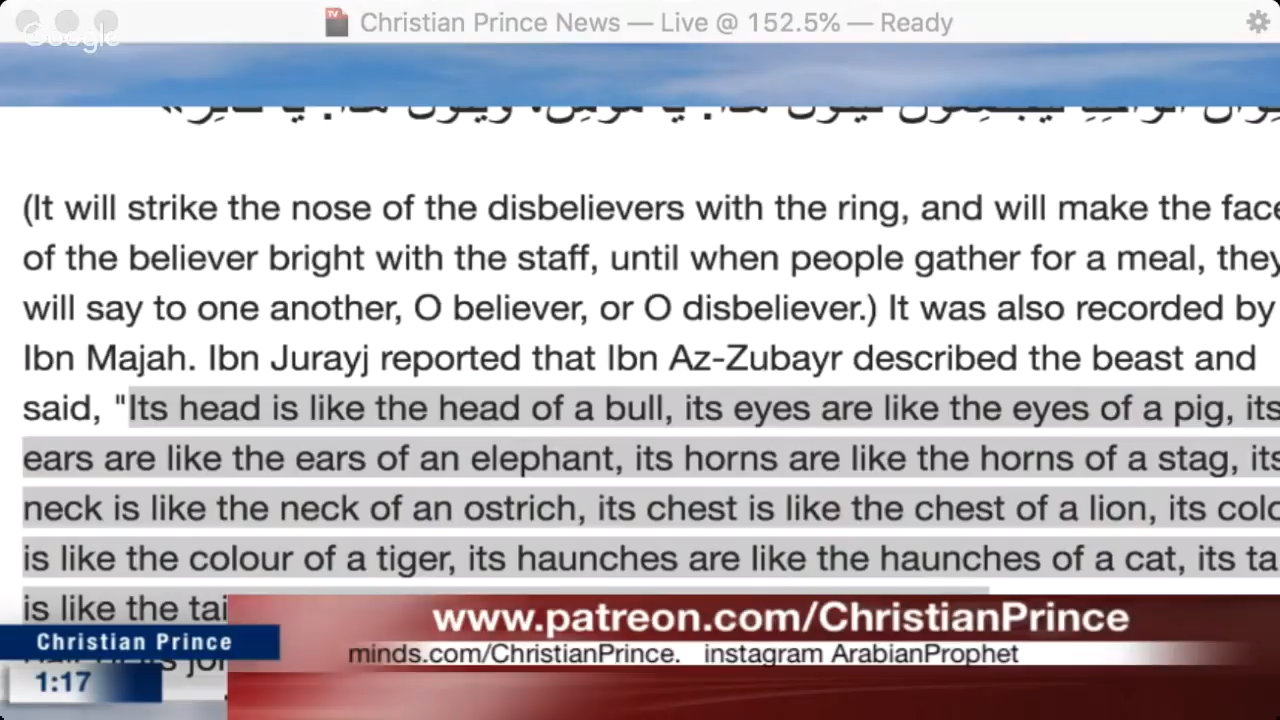 Christian Prince News — Live @ 152.5% — Ready
Google
(It will strike the nose of the disbelievers with the ring, and will make the face
of the believer bright with the staff, until when people gather for a meal, they
will say to one another, O believer, or O disbeliever.) It was also recorded by
Ibn Majah. Ibn Jurayj reported that Ibn Az-Zubayr described the beast and
said, "Its head is like the head of a bull, its eyes are like the eyes of a pig, its
ears are like the ears of an elephant, its horns are like the horns of a stag, its
neck is like the neck of an ostrich, its chest is like the chest of a lion, its colo
is like the colour of a tiger, its haunches are like the haunches of a cat, its ta
is like the tai
www.patreon.com/ChristianPrince
Christian Prince
minds.com/ChristianPrince. instagram ArabianProphet
1:17